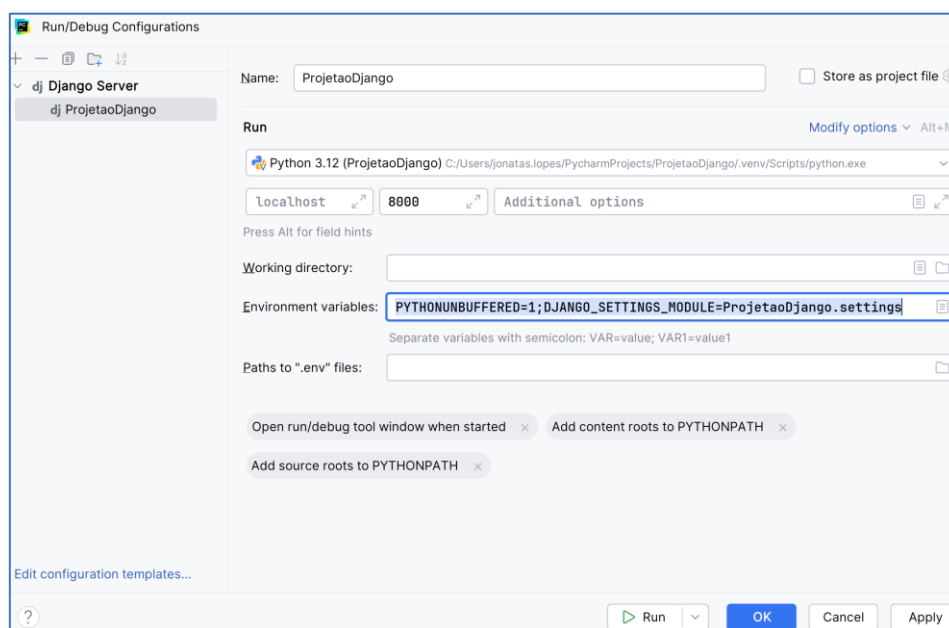 Run/Debug Configurations
dj Django Server
dj ProjetaoDjango
Edit configuration templates...
Name: ProjetaoDjango Store as project file
Run Modify options Alt+M
Python 3.12 (ProjetaoDjango) C:/Users/jonatas.lopes/PycharmProjects/ProjetaoDjango/.venv/Scripts/python.exe
localhost 8000 Additional options
Press Alt for field hints
Working directory:
Environment variables: PYTHONUNBUFFERED=1;DJANGO_SETTINGS_MODULE=ProjetaoDjango.settings
Separate variables with semicolon: VAR=value; VAR1=value1
Paths to ".env" files:
Open run/debug tool window when started × Add content roots to PYTHONPATH ×
Add source roots to PYTHONPATH ×
? Run OK Cancel Apply